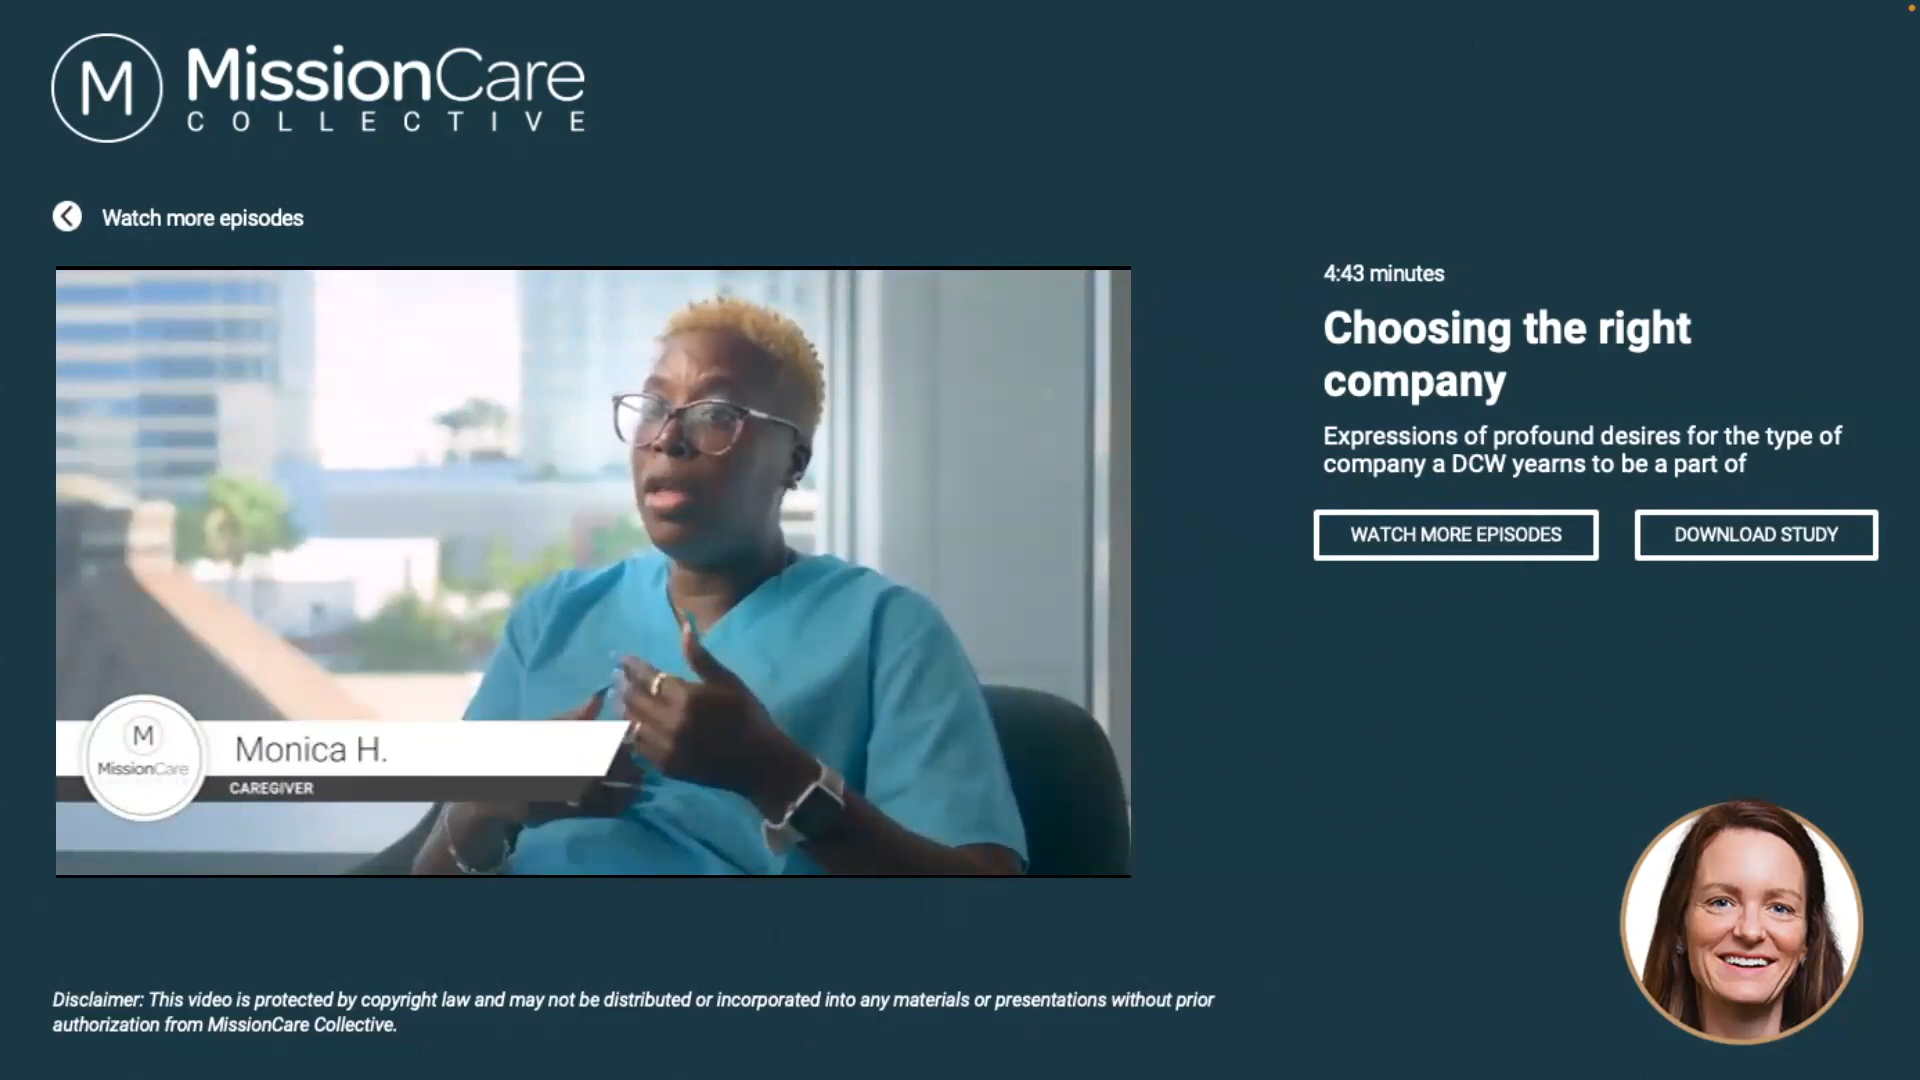 M
MissionCare
COLLECTIVE
Watch more episodes
4:43 minutes
Choosing the right
company
Expressions of profound desires for the type of
company a DCW yearns to be a part of
WATCH MORE EPISODES
DOWNLOAD STUDY
M
MissionCare
Monica H.
CAREGIVER
Disclaimer: This video is protected by copyright law and may not be distributed or incorporated into any materials or presentations without prior
authorization from MissionCare Collective.